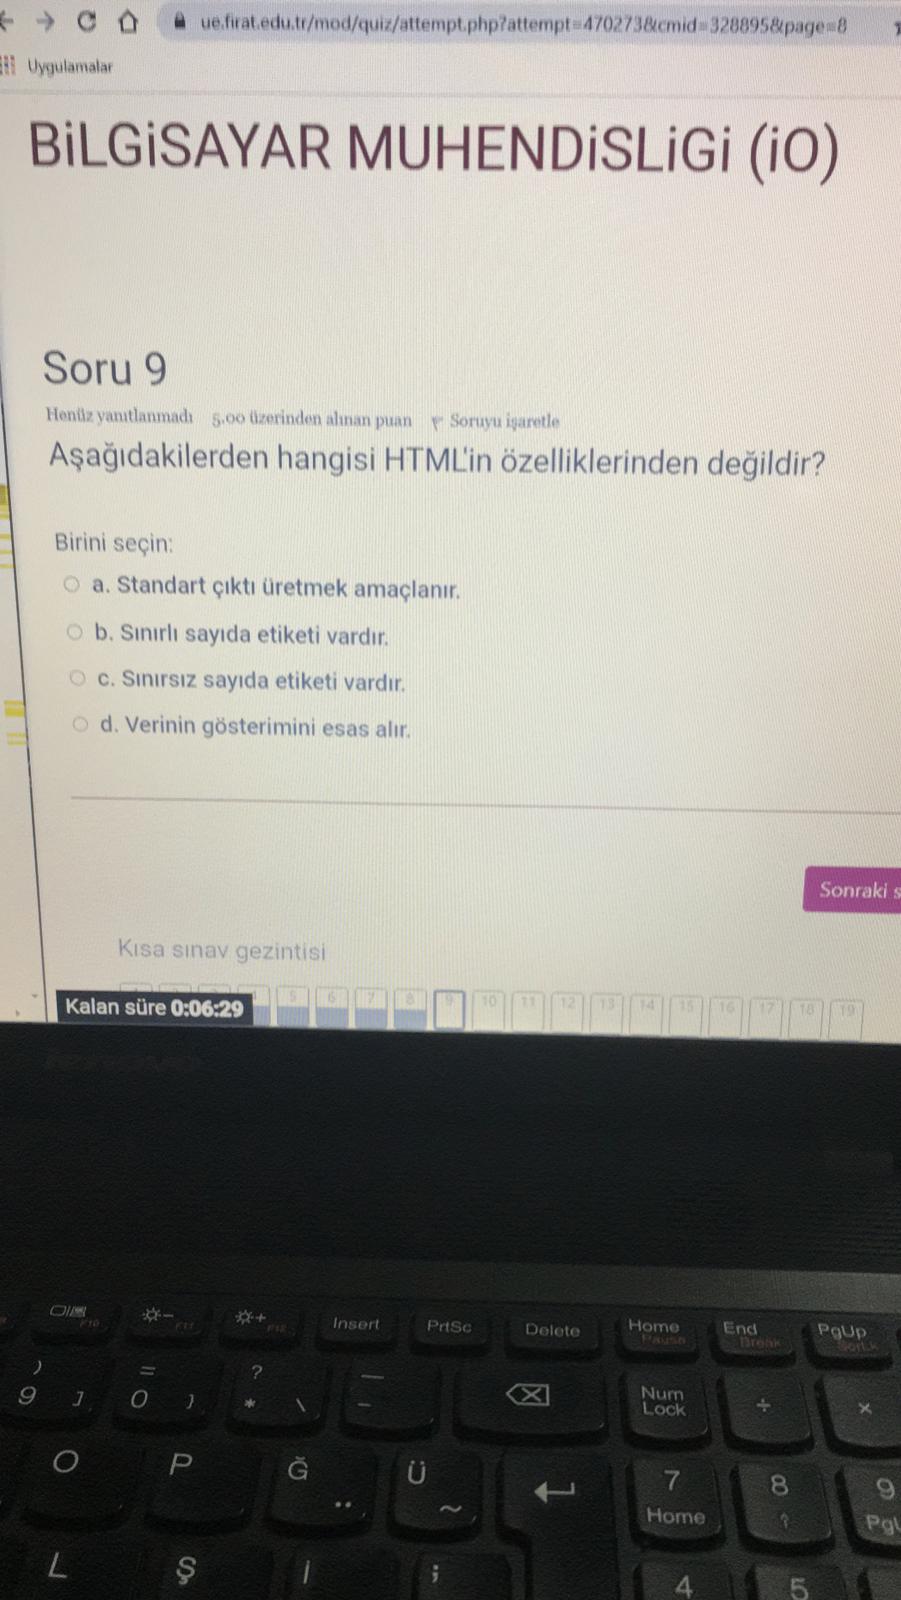 ue.firat.edu.tr/mod/quiz/attempt.php?attempt=470273&cmid=328895&page=8
Uygulamalar
BiLGiSAYAR MUHENDiSLiGi (iO)
Soru 9
Henüz yanıtlanmadı 5,00 üzerinden alınan puan Soruyu işaretle
Aşağıdakilerden hangisi HTML'in özelliklerinden değildir?
Birini seçin:
a. Standart çıktı üretmek amaçlanır.
b. Sınırlı sayıda etiketi vardır.
c. Sınırsız sayıda etiketi vardır.
d. Verinin gösterimini esas alır.
Sonraki s
Kısa sınav gezintisi
5 6 7 8 9 10 11 12 13 14 15 16 17 18 19
Kalan süre 0:06:29
F10 F11 F12 Insert PrtSc Delete Home End PgUp
Pause Break
) = ?
9 ] 0 } * \ - Num Lock ÷ ×
O P Ğ Ü 7 8 9
¨ ~ Home PgU
L Ş İ ; 4 5